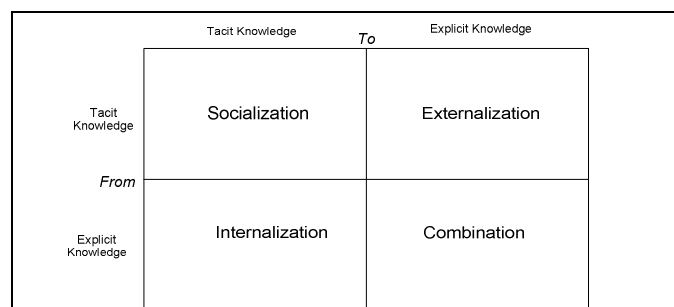 Tacit Knowledge
To
Explicit Knowledge
Tacit
Knowledge
Socialization
Externalization
From
Explicit
Knowledge
Internalization
Combination